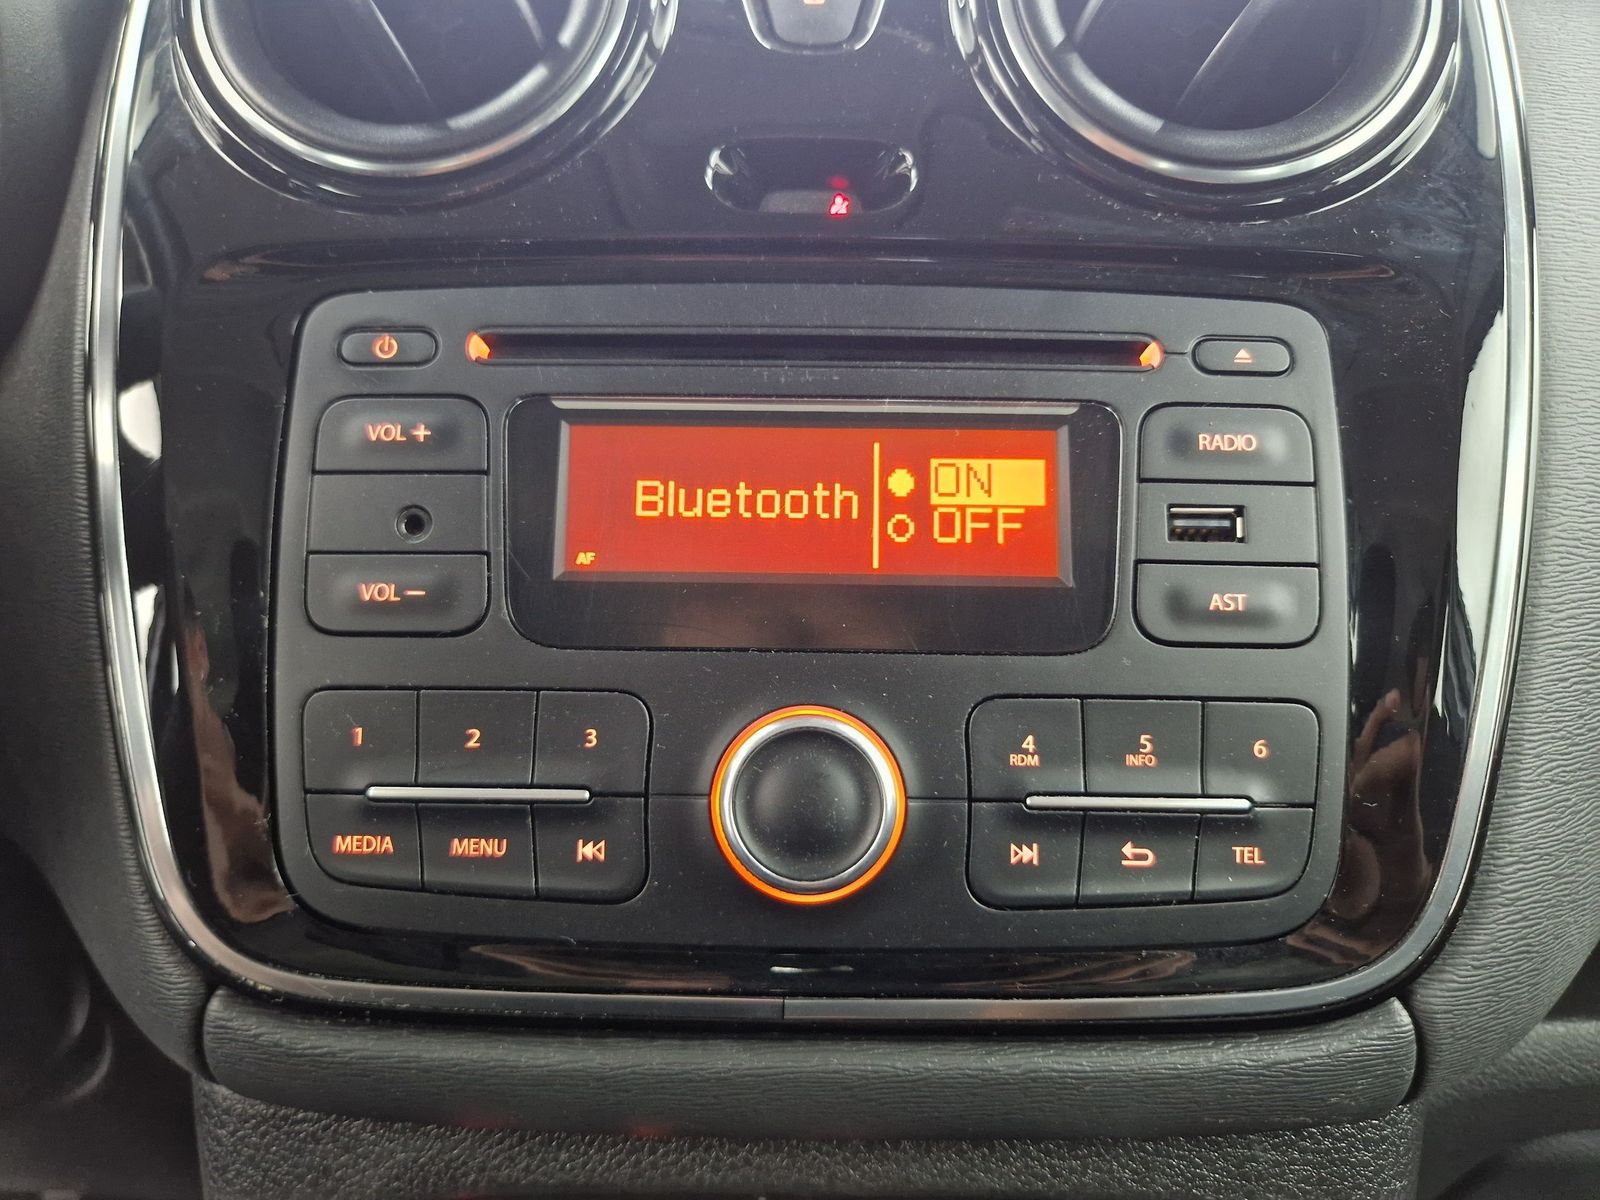 VOL +
RADIO
Bluetooth
ON
OFF
AF
VOL −
AST
1
2
3
4
RDM
5
INFO
6
MEDIA
MENU
TEL